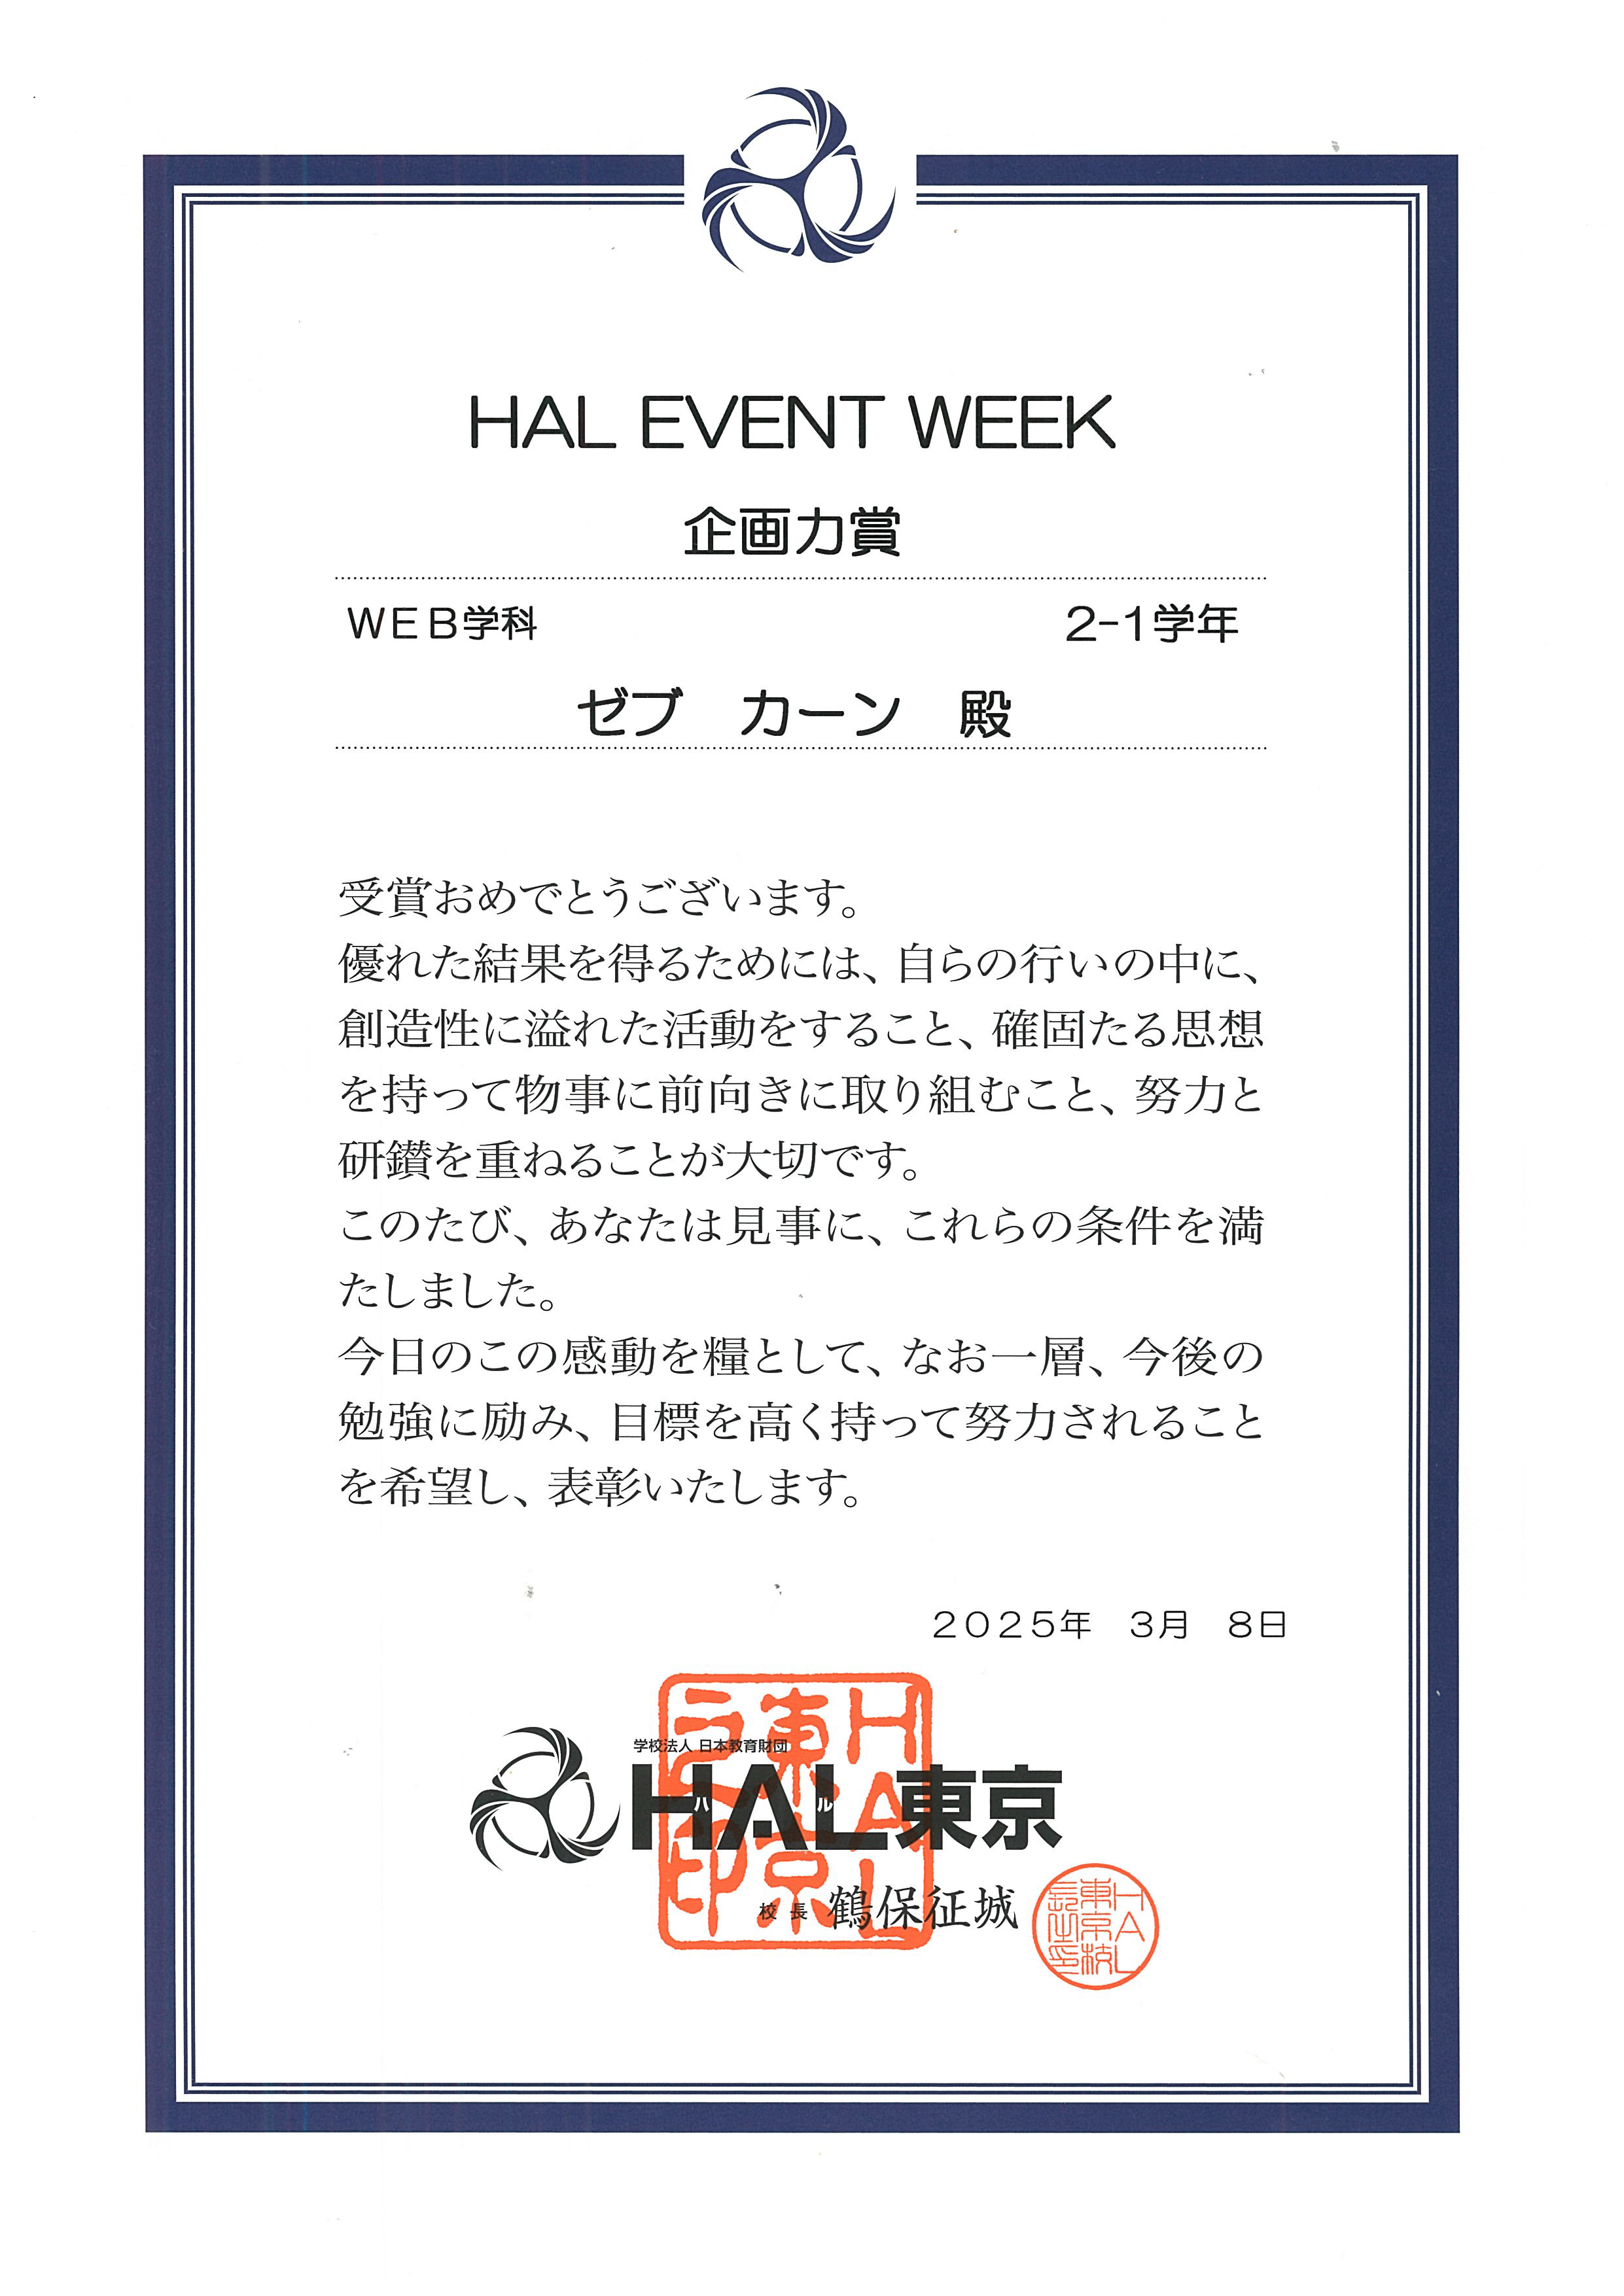 HAL EVENT WEEK
企画力賞
ＷＥＢ学科　2-1学年
ゼブ　カーン　殿
受賞おめでとうございます。
優れた結果を得るためには、自らの行いの中に、
創造性に溢れた活動をすること、確固たる思想
を持って物事に前向きに取り組むこと、努力と
研鑽を重ねることが大切です。
このたび、あなたは見事に、これらの条件を満
たしました。
今日のこの感動を糧として、なお一層、今後の
勉強に励み、目標を高く持って努力されること
を希望し、表彰いたします。
２０２５年　３月　８日
学校法人 日本教育財団
HAL東京
ハ ル
校長 鶴保征城
HAL東京之印
HAL東京校長之印